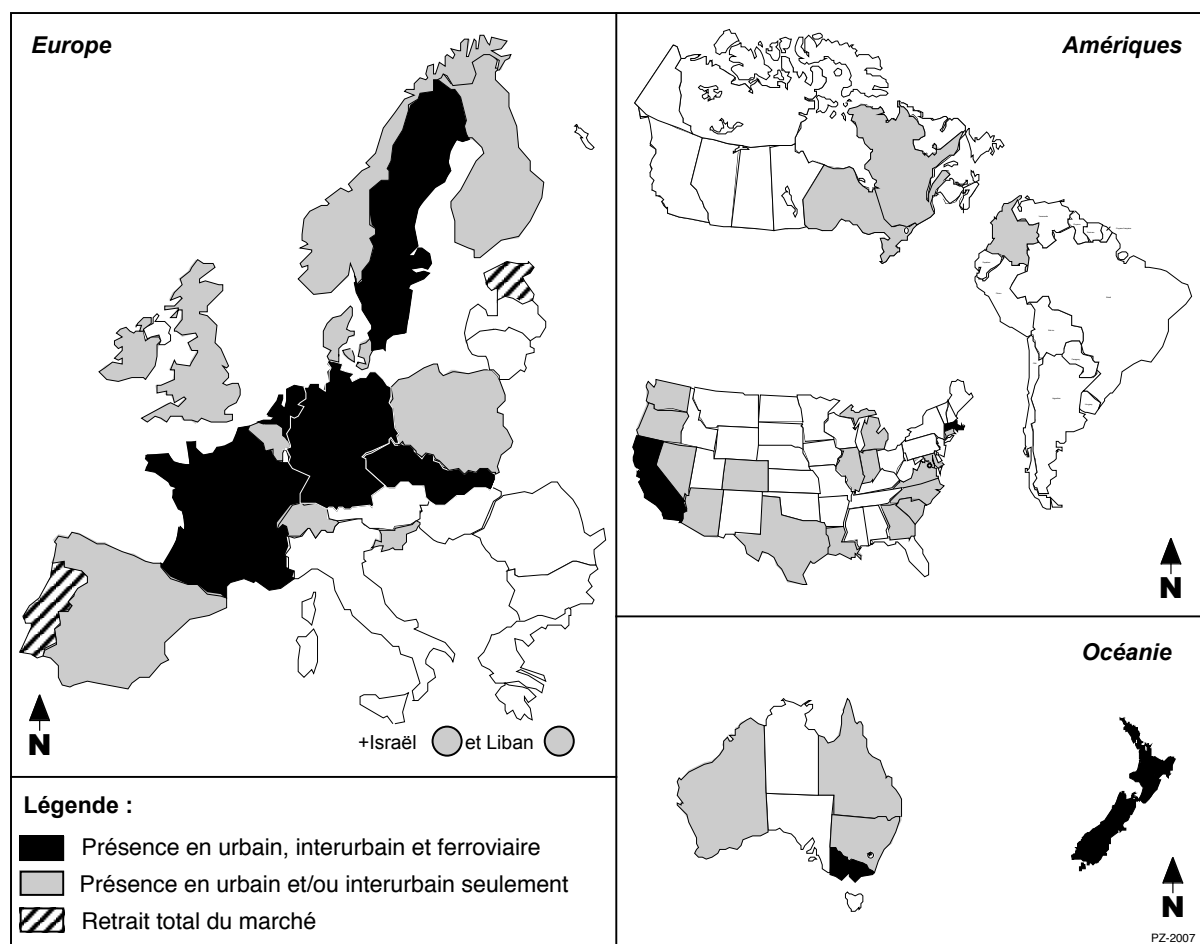 Europe
Amériques
N
+Israël et Liban
N
Océanie
N
Légende :
Présence en urbain, interurbain et ferroviaire
Présence en urbain et/ou interurbain seulement
Retrait total du marché
PZ-2007